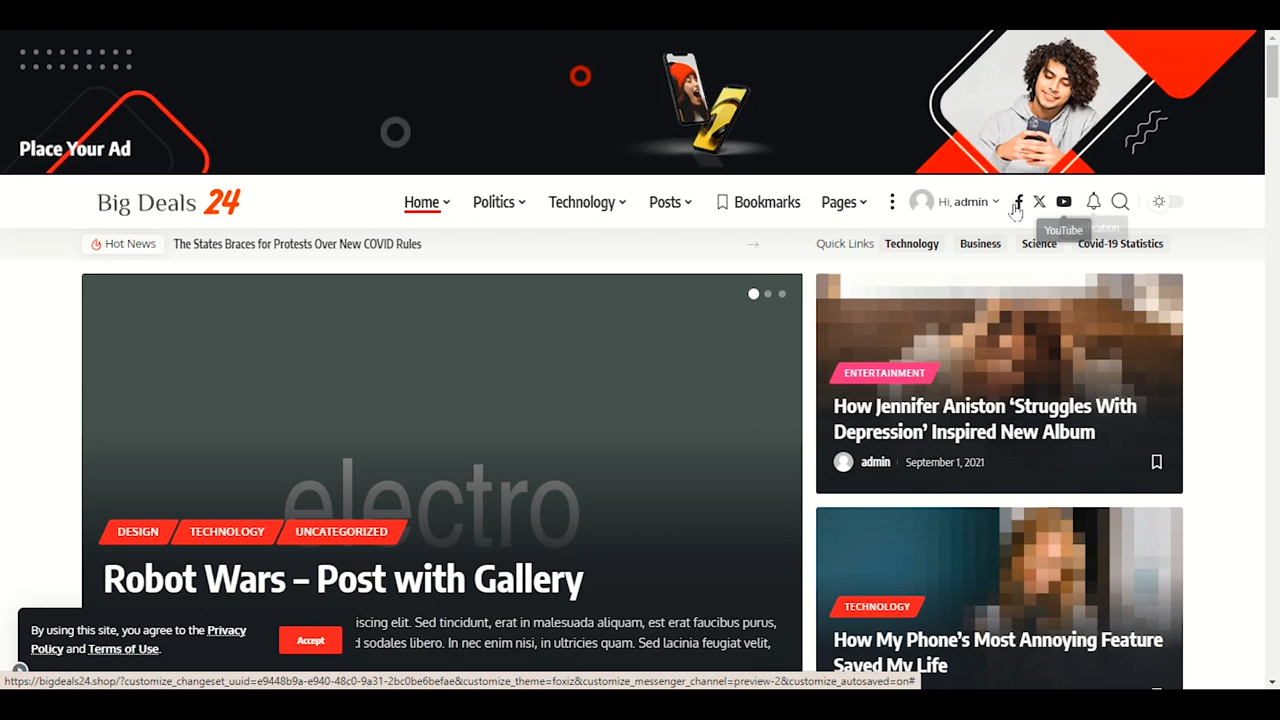 Place Your Ad
Big Deals 24
Home Politics Technology Posts Bookmarks Pages Hi, admin
YouTube
Hot News The States Braces for Protests Over New COVID Rules
Quick Links Technology Business Science Covid-19 Statistics
electro
DESIGN TECHNOLOGY UNCATEGORIZED
Robot Wars – Post with Gallery
iscing elit. Sed tincidunt, erat in malesuada aliquam, est erat faucibus purus,
d sodales libero. In nec enim nisi, in ultricies quam. Sed lacinia feugiat velit,
ENTERTAINMENT
How Jennifer Aniston ‘Struggles With
Depression’ Inspired New Album
admin September 1, 2021
TECHNOLOGY
How My Phone’s Most Annoying Feature
Saved My Life
By using this site, you agree to the Privacy
Policy and Terms of Use.
Accept
https://bigdeals24.shop/?customize_changeset_uuid=e9448b9a-e940-48c0-9a31-2bc0be6befae&customize_theme=foxiz&customize_messenger_channel=preview-2&customize_autosaved=on#